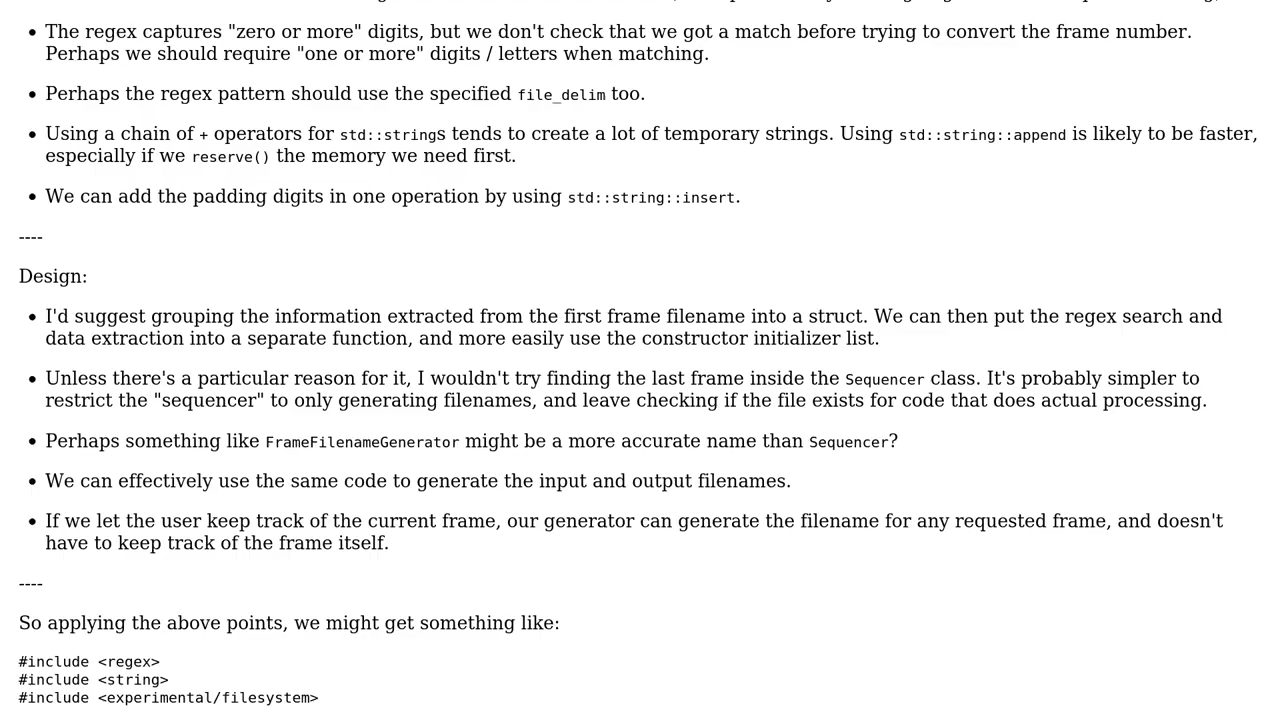 The regex captures "zero or more" digits, but we don't check that we got a match before trying to convert the frame number.
Perhaps we should require "one or more" digits / letters when matching.
Perhaps the regex pattern should use the specified file_delim too.
Using a chain of + operators for std::strings tends to create a lot of temporary strings. Using std::string::append is likely to be faster,
especially if we reserve() the memory we need first.
We can add the padding digits in one operation by using std::string::insert.
----
Design:
I'd suggest grouping the information extracted from the first frame filename into a struct. We can then put the regex search and
data extraction into a separate function, and more easily use the constructor initializer list.
Unless there's a particular reason for it, I wouldn't try finding the last frame inside the Sequencer class. It's probably simpler to
restrict the "sequencer" to only generating filenames, and leave checking if the file exists for code that does actual processing.
Perhaps something like FrameFilenameGenerator might be a more accurate name than Sequencer?
We can effectively use the same code to generate the input and output filenames.
If we let the user keep track of the current frame, our generator can generate the filename for any requested frame, and doesn't
have to keep track of the frame itself.
----
So applying the above points, we might get something like:
#include <regex>
#include <string>
#include <experimental/filesystem>